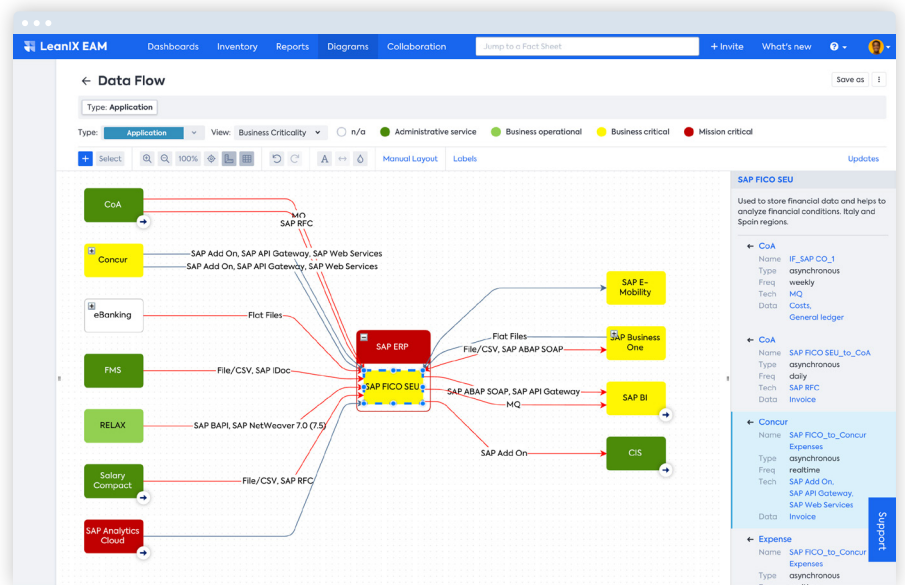 LeanIX EAM Dashboards Inventory Reports Diagrams Collaboration Jump to a Fact Sheet + Invite What's new
← Data Flow Save as
Type: Application
Type: Application View: Business Criticality n/a Administrative service Business operational Business critical Mission critical
+ Select 100% A Manual Layout Labels Updates
CoA
MQ
SAP RFC
Concur
SAP Add On, SAP API Gateway, SAP Web Services
SAP Add On, SAP API Gateway, SAP Web Services
eBanking
Flat Files
FMS
File/CSV, SAP IDoc
RELAX
SAP BAPI, SAP NetWeaver 7.0 (7.5)
Salary
Compact
File/CSV, SAP RFC
SAP Analytics
Cloud
SAP ERP
SAP FICO SEU
SAP E-
Mobility
Flat Files
File/CSV, SAP ABAP SOAP
SAP Business
One
SAP ABAP SOAP, SAP API Gateway
MQ
SAP BI
SAP Add On
CIS
SAP FICO SEU
Used to store financial data and helps to
analyze financial conditions. Italy and
Spain regions.
← CoA
Name IF_SAP CO_1
Type asynchronous
Freq weekly
Tech MQ
Data Costs,
General ledger
← CoA
Name SAP FICO SEU_to_CoA
Type asynchronous
Freq daily
Tech SAP RFC
Data Invoice
← Concur
Name SAP FICO_to_Concur
Expenses
Type asynchronous
Freq realtime
Tech SAP Add On,
SAP API Gateway,
SAP Web Services
Data Invoice
← Expense
Name SAP FICO_to_Concur
Expenses
Type asynchronous
Support